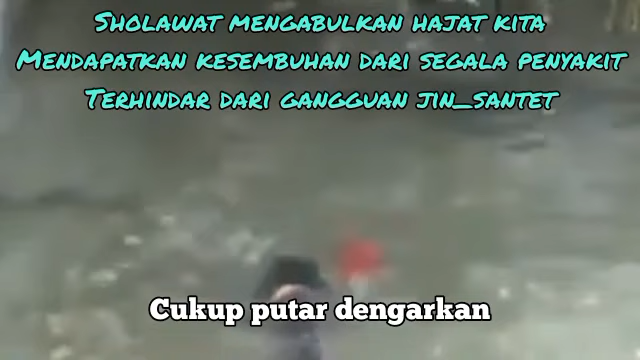 Sholawat mengabulkan hajat kita
Mendapatkan kesembuhan dari segala penyakit
Terhindar dari gangguan jin_santet
Cukup putar dengarkan